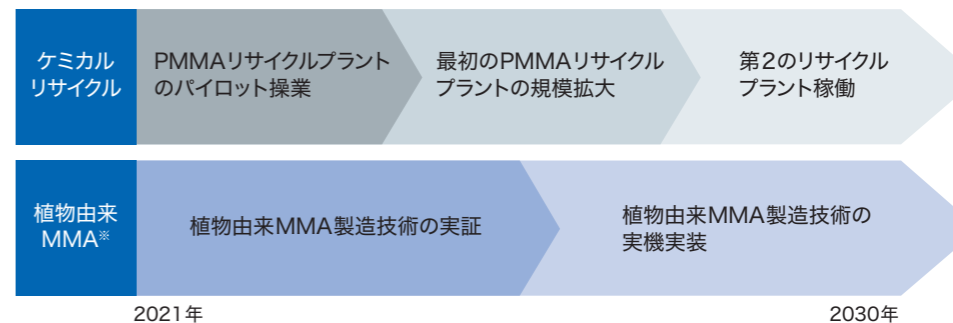 ケミカル
リサイクル
PMMAリサイクルプラント
のパイロット操業
最初のPMMAリサイクル
プラントの規模拡大
第2のリサイクル
プラント稼働
植物由来
MMA※
植物由来MMA製造技術の実証
植物由来MMA製造技術の
実機実装
2021年
2030年